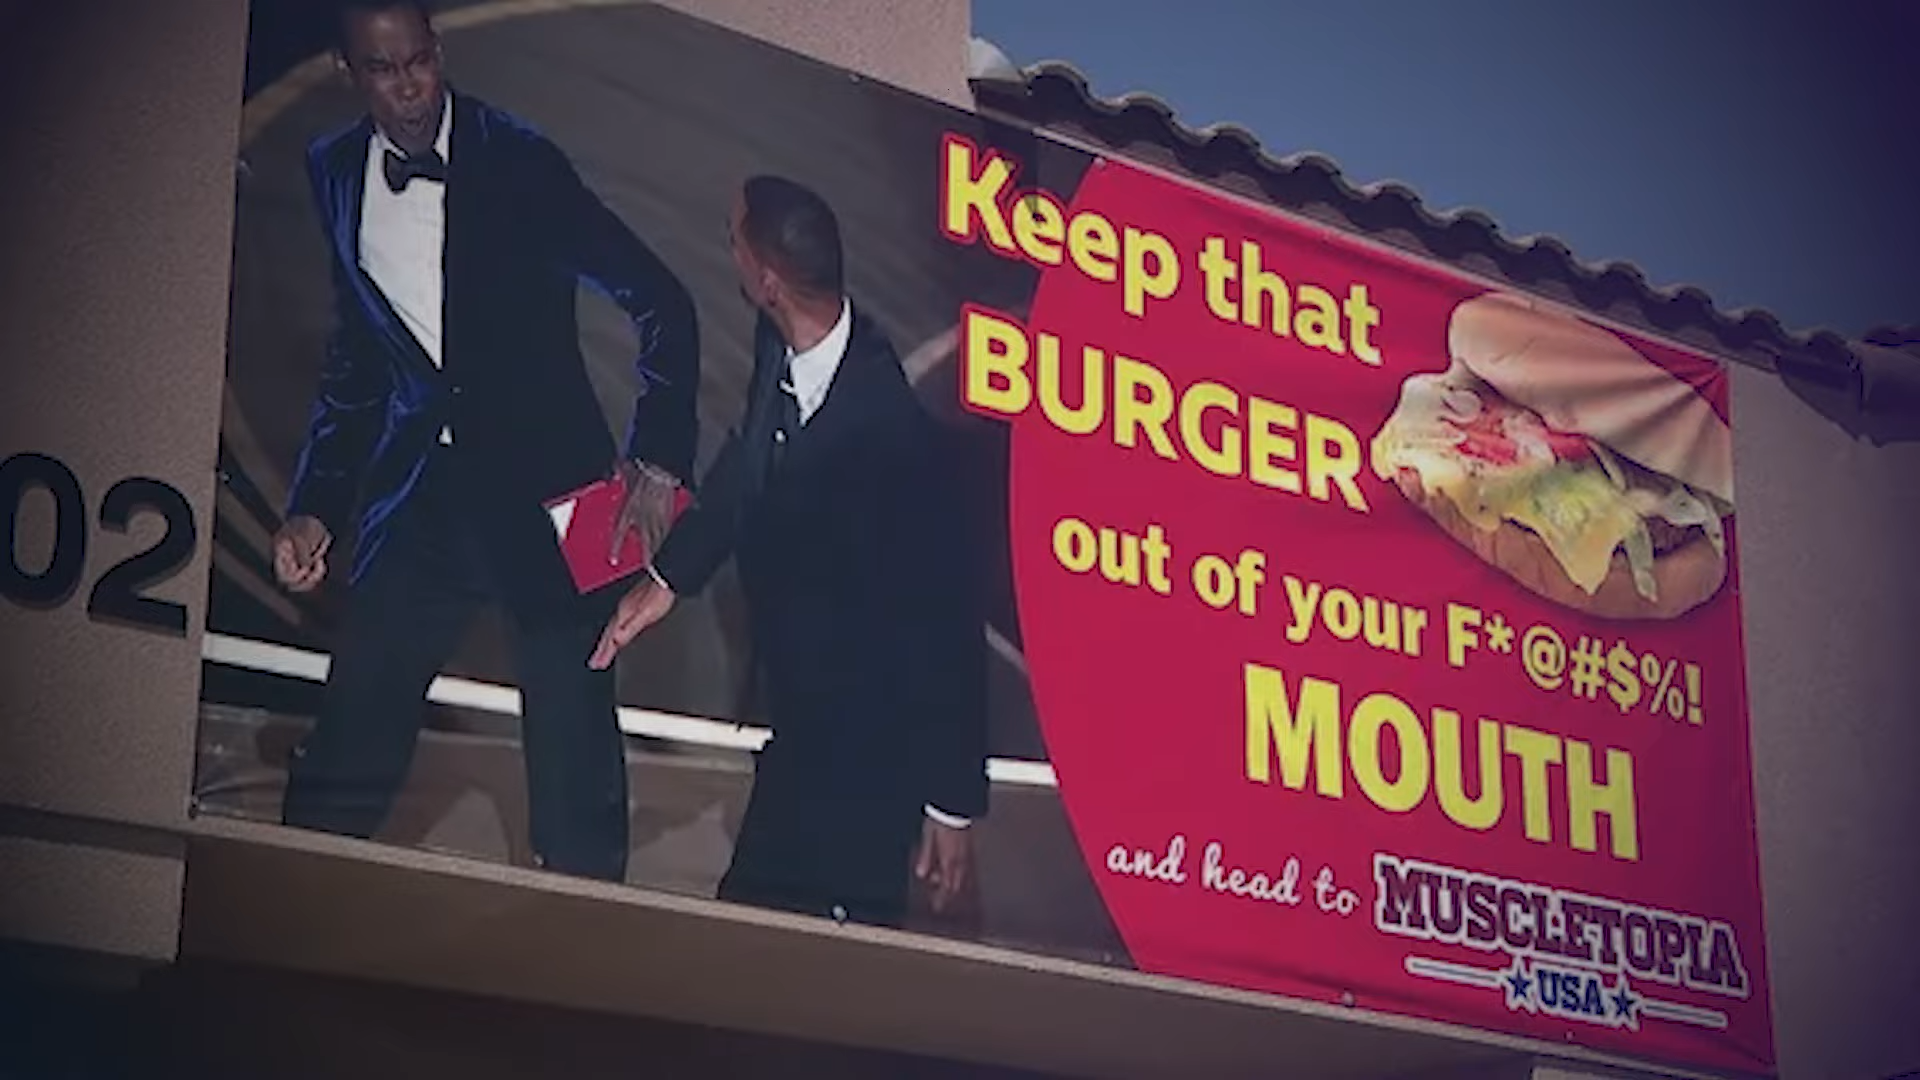 02
Keep that
BURGER
out of your F*@#$%!
MOUTH
and head to MUSCLETOPIA
USA